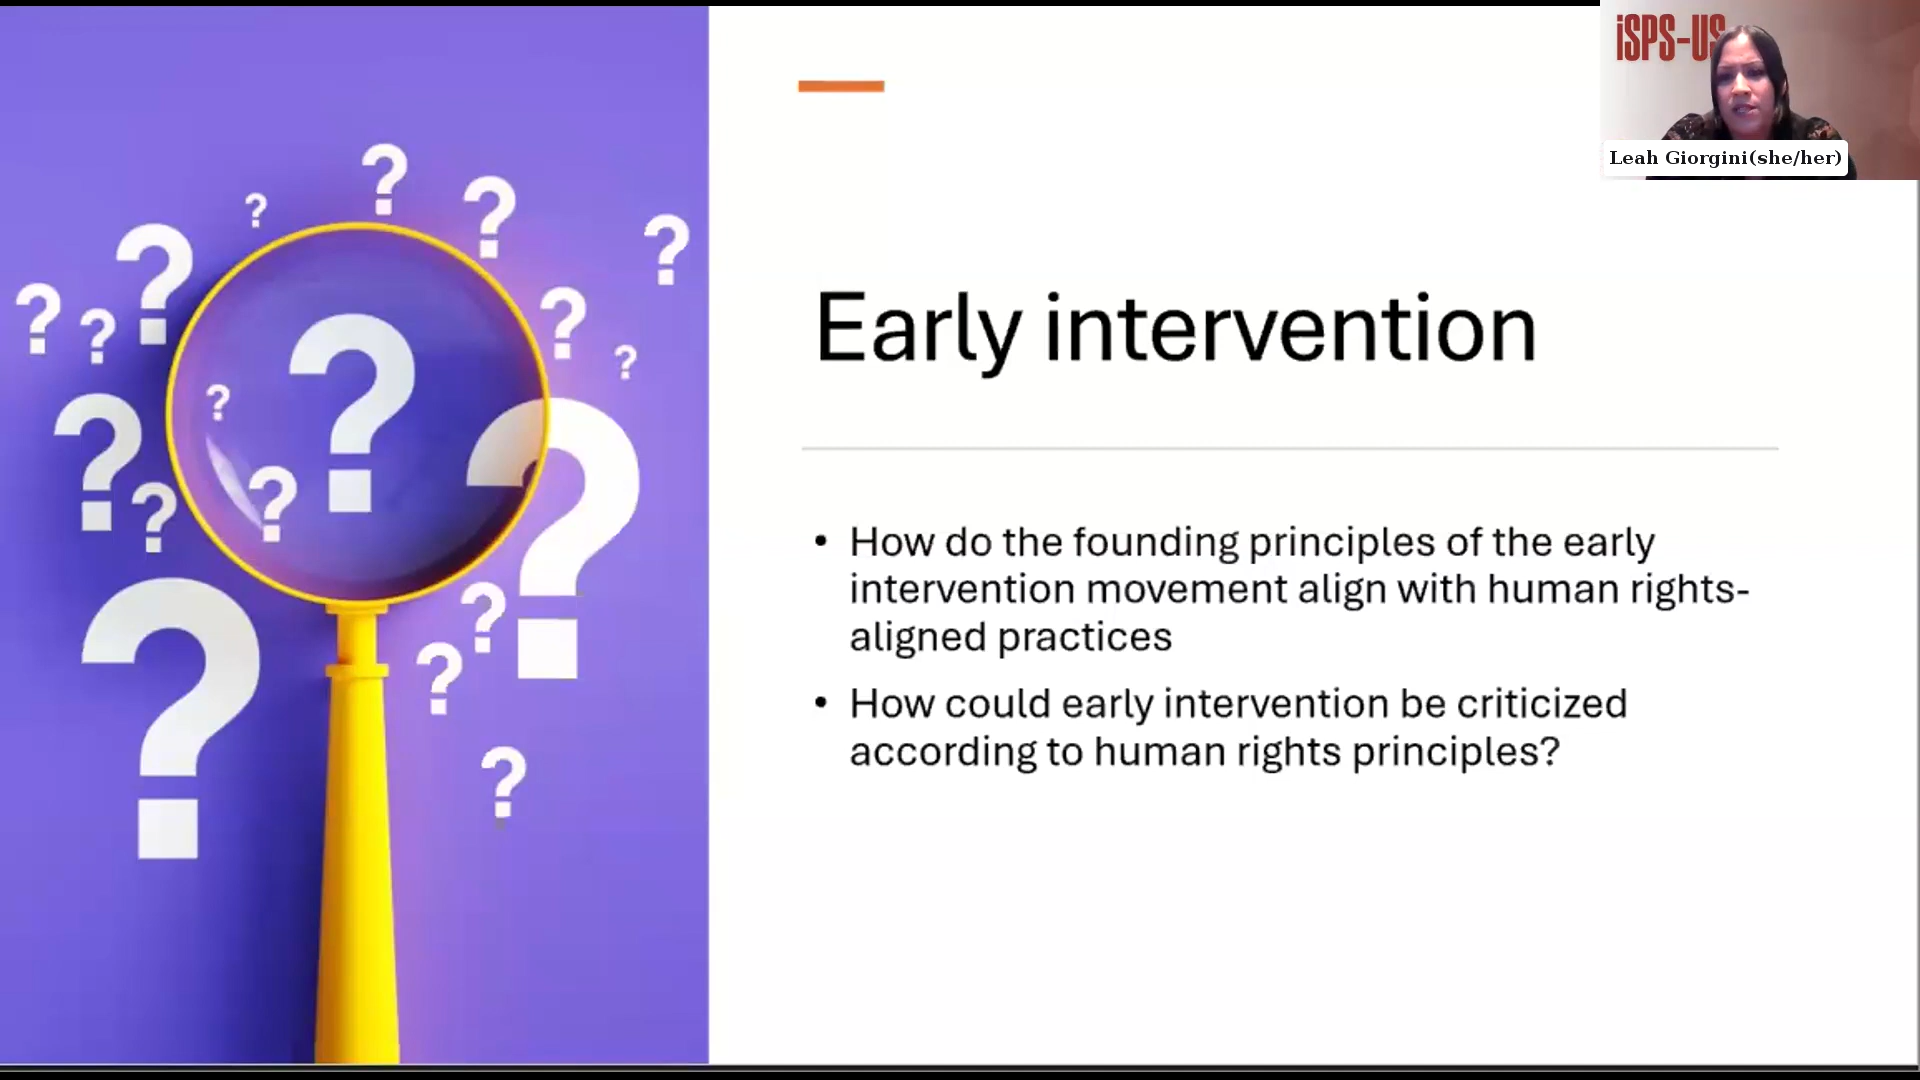 iSPS-US
Leah Giorgini(she/her)
Early intervention
• How do the founding principles of the early
intervention movement align with human rights-
aligned practices
• How could early intervention be criticized
according to human rights principles?